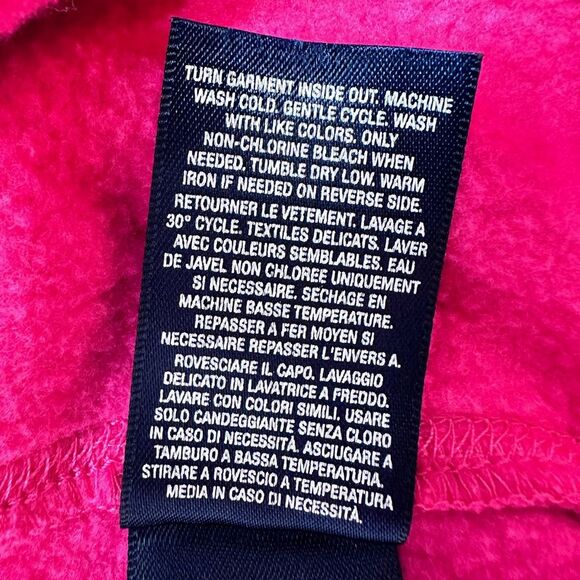 TURN GARMENT INSIDE OUT. MACHINE
WASH COLD. GENTLE CYCLE. WASH
WITH LIKE COLORS. ONLY
NON-CHLORINE BLEACH WHEN
NEEDED. TUMBLE DRY LOW. WARM
IRON IF NEEDED ON REVERSE SIDE.
RETOURNER LE VETEMENT. LAVAGE A
30° CYCLE. TEXTILES DELICATS. LAVER
AVEC COULEURS SEMBLABLES. EAU
DE JAVEL NON CHLOREE UNIQUEMENT
SI NECESSAIRE. SECHAGE EN
MACHINE BASSE TEMPERATURE.
REPASSER A FER MOYEN SI
NECESSAIRE REPASSER L'ENVERS A.
ROVESCIARE IL CAPO. LAVAGGIO
DELICATO IN LAVATRICE A FREDDO.
LAVARE CON COLORI SIMILI. USARE
SOLO CANDEGGIANTE SENZA CLORO
IN CASO DI NECESSITÀ. ASCIUGARE A
TAMBURO A BASSA TEMPERATURA.
STIRARE A ROVESCIO A TEMPERATURA
MEDIA IN CASO DI NECESSITÀ.